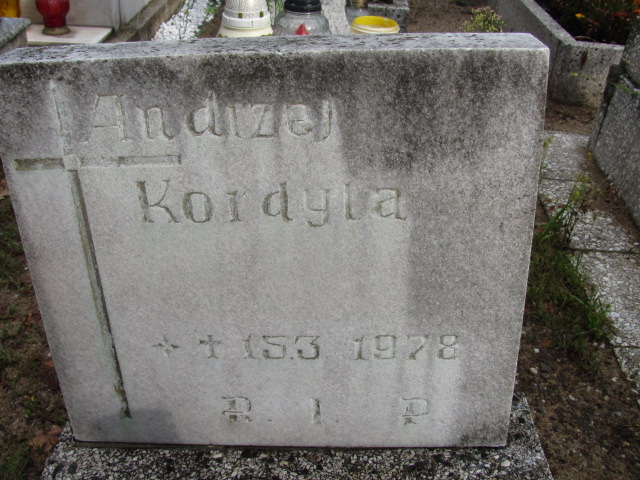 Andrzej
Kordyla
✶ ✝ 15.3 1978
R. I. P.